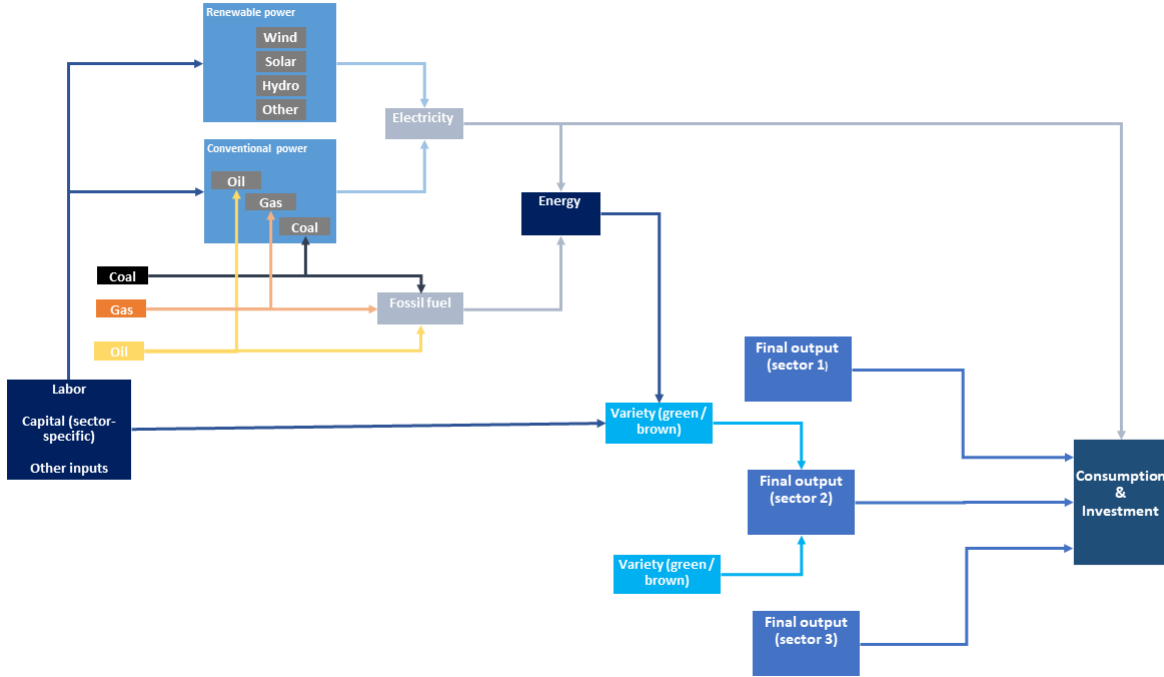 Renewable power
Wind
Solar
Hydro
Other
Electricity
Conventional power
Oil
Gas
Coal
Energy
Coal
Gas
Fossil fuel
Oil
Labor
Capital (sector-
specific)
Other inputs
Variety (green /
brown)
Final output
(sector 1)
Final output
(sector 2)
Variety (green /
brown)
Final output
(sector 3)
Consumption
&
Investment